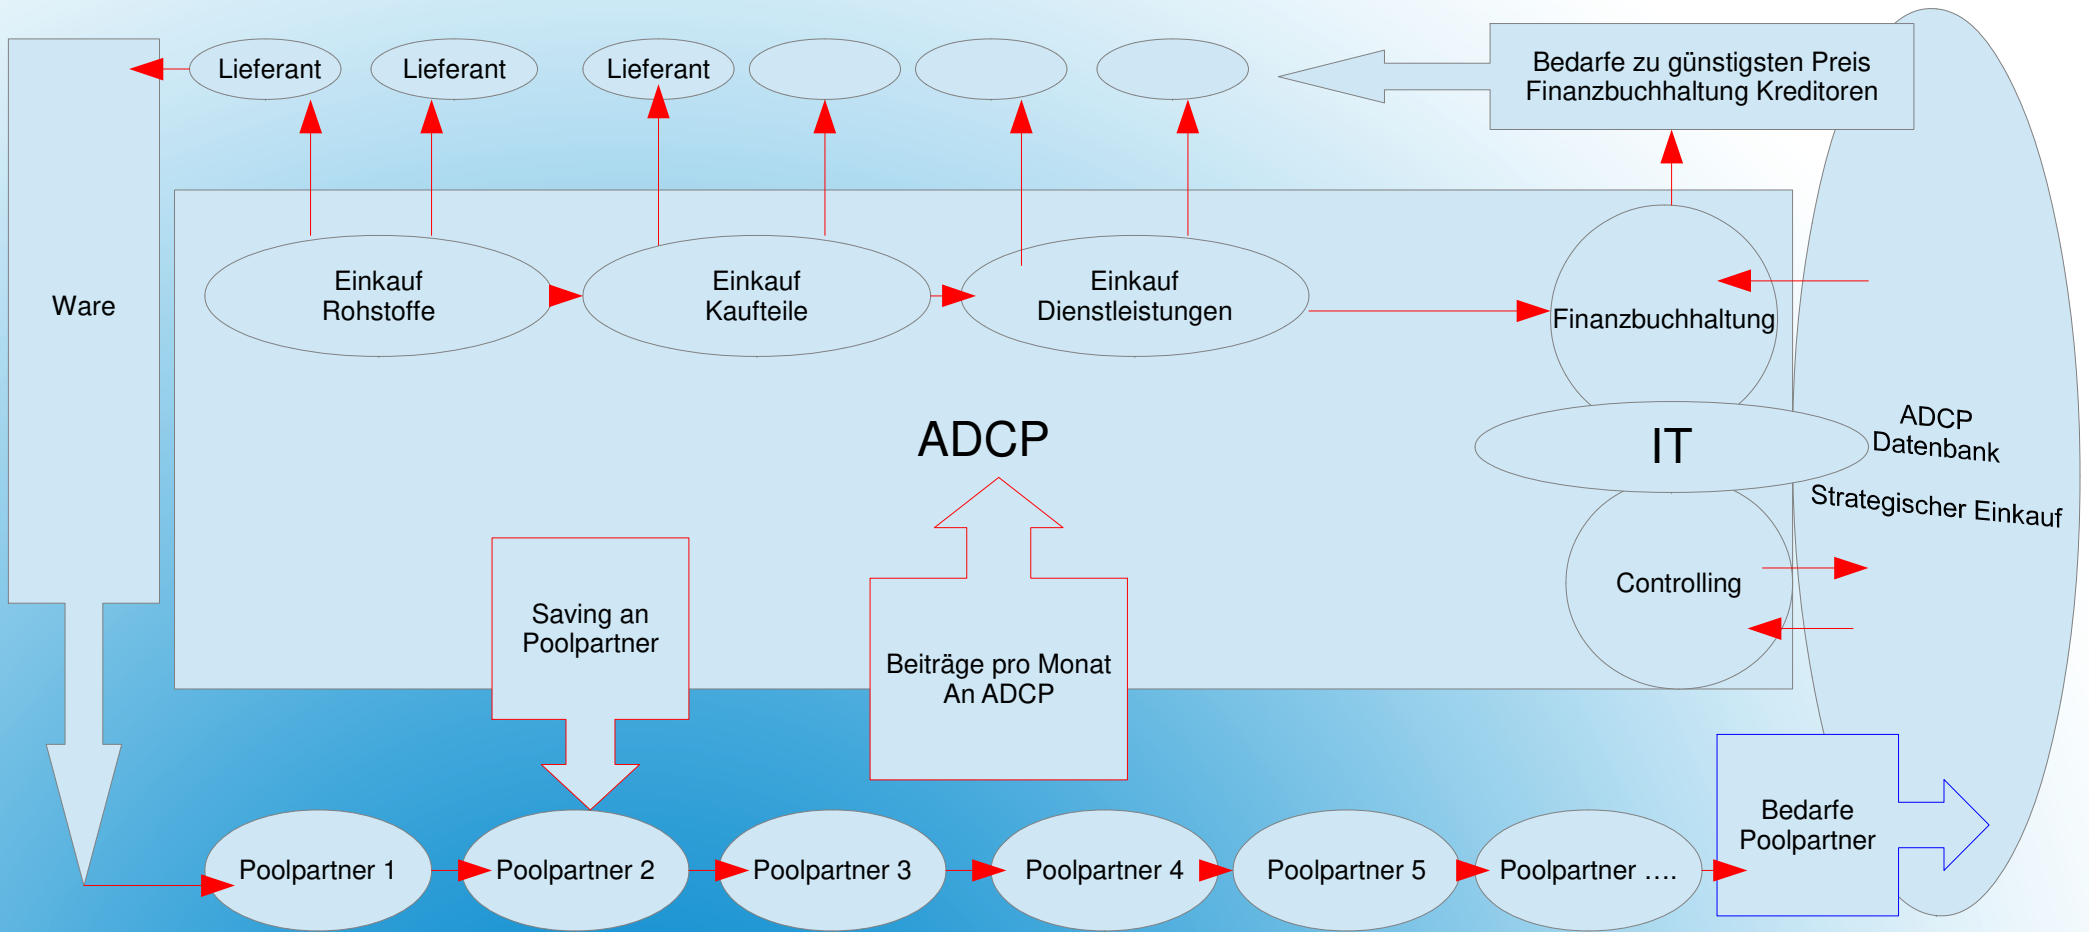 Lieferant
Lieferant
Lieferant
Bedarfe zu günstigsten Preis
Finanzbuchhaltung Kreditoren
Ware
Einkauf
Rohstoffe
Einkauf
Kaufteile
Einkauf
Dienstleistungen
Finanzbuchhaltung
ADCP
IT
ADCP
Datenbank
Strategischer Einkauf
Saving an
Poolpartner
Beiträge pro Monat
An ADCP
Controlling
Bedarfe
Poolpartner
Poolpartner 1
Poolpartner 2
Poolpartner 3
Poolpartner 4
Poolpartner 5
Poolpartner ….